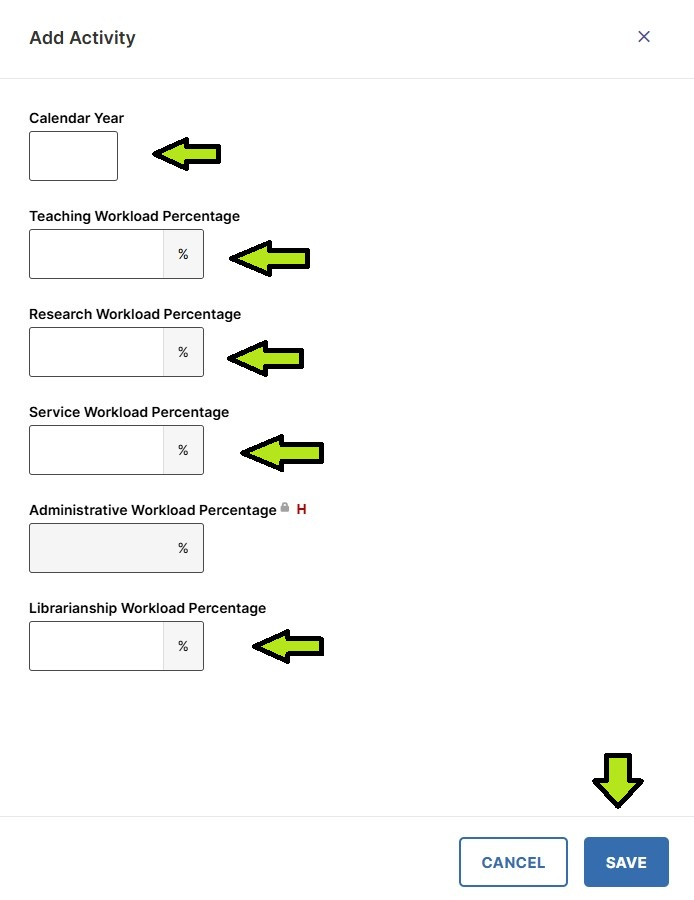 Add Activity
Calendar Year
Teaching Workload Percentage
%
Research Workload Percentage
%
Service Workload Percentage
%
Administrative Workload Percentage H
%
Librarianship Workload Percentage
%
CANCEL SAVE